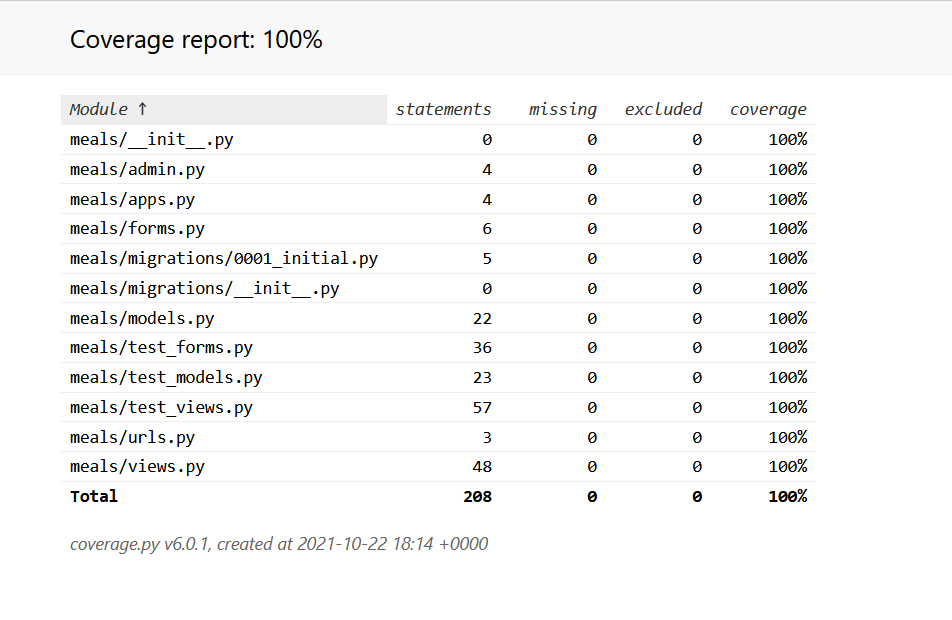 Coverage report: 100%
Module ↑ statements missing excluded coverage
meals/__init__.py 0 0 0 100%
meals/admin.py 4 0 0 100%
meals/apps.py 4 0 0 100%
meals/forms.py 6 0 0 100%
meals/migrations/0001_initial.py 5 0 0 100%
meals/migrations/__init__.py 0 0 0 100%
meals/models.py 22 0 0 100%
meals/test_forms.py 36 0 0 100%
meals/test_models.py 23 0 0 100%
meals/test_views.py 57 0 0 100%
meals/urls.py 3 0 0 100%
meals/views.py 48 0 0 100%
Total 208 0 0 100%
coverage.py v6.0.1, created at 2021-10-22 18:14 +0000